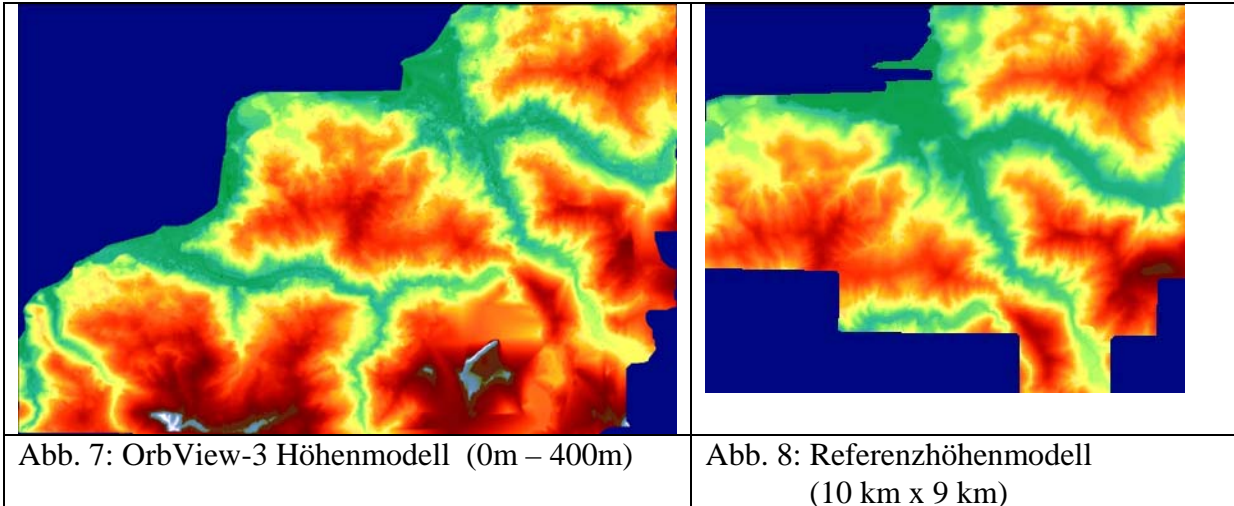 Abb. 7: OrbView-3 Höhenmodell (0m – 400m)
Abb. 8: Referenzhöhenmodell
(10 km x 9 km)